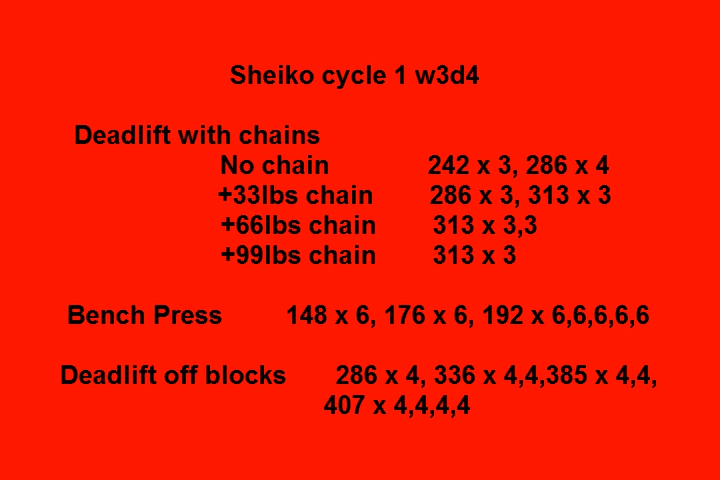 Sheiko cycle 1 w3d4
Deadlift with chains
No chain 242 x 3, 286 x 4
+33lbs chain 286 x 3, 313 x 3
+66lbs chain 313 x 3,3
+99lbs chain 313 x 3
Bench Press 148 x 6, 176 x 6, 192 x 6,6,6,6,6
Deadlift off blocks 286 x 4, 336 x 4,4,385 x 4,4,
407 x 4,4,4,4